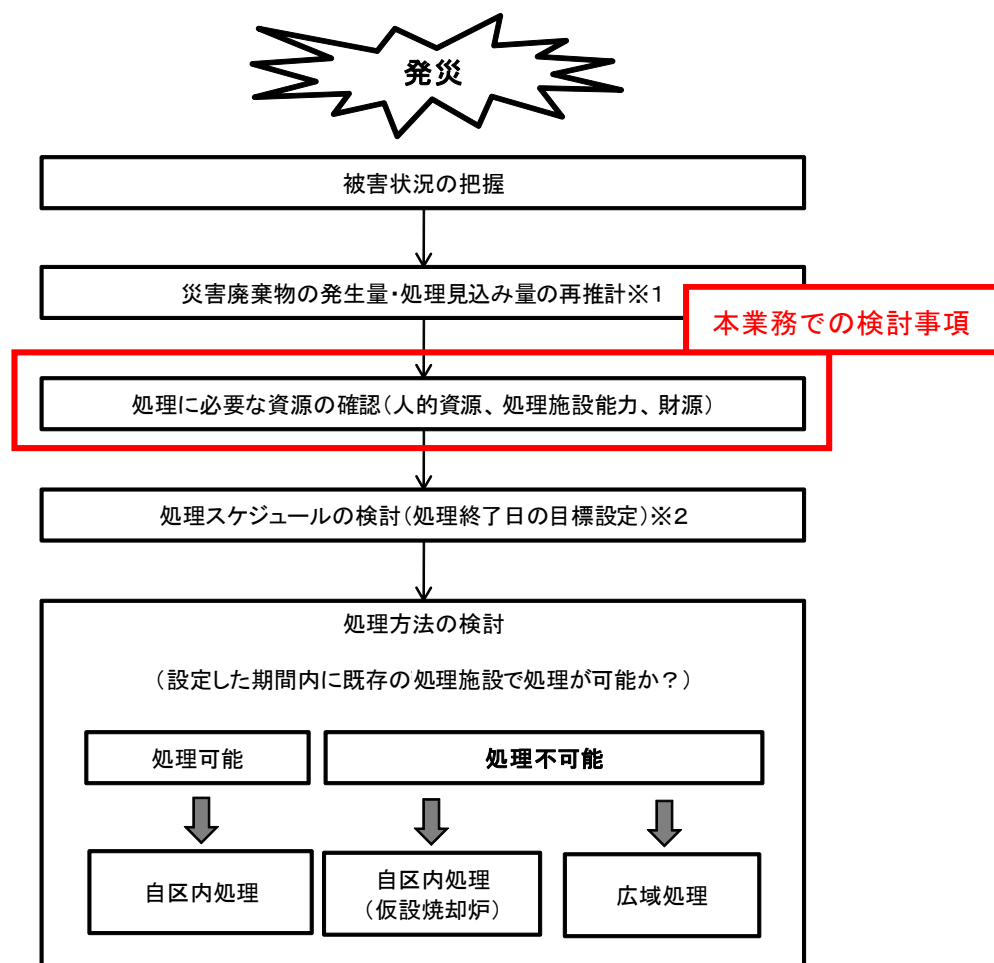 発災
被害状況の把握
災害廃棄物の発生量・処理見込み量の再推計※1
本業務での検討事項
処理に必要な資源の確認(人的資源、処理施設能力、財源)
処理スケジュールの検討(処理終了日の目標設定)※2
処理方法の検討
(設定した期間内に既存の処理施設で処理が可能か?)
処理可能
処理不可能
自区内処理
自区内処理
(仮設焼却炉)
広域処理